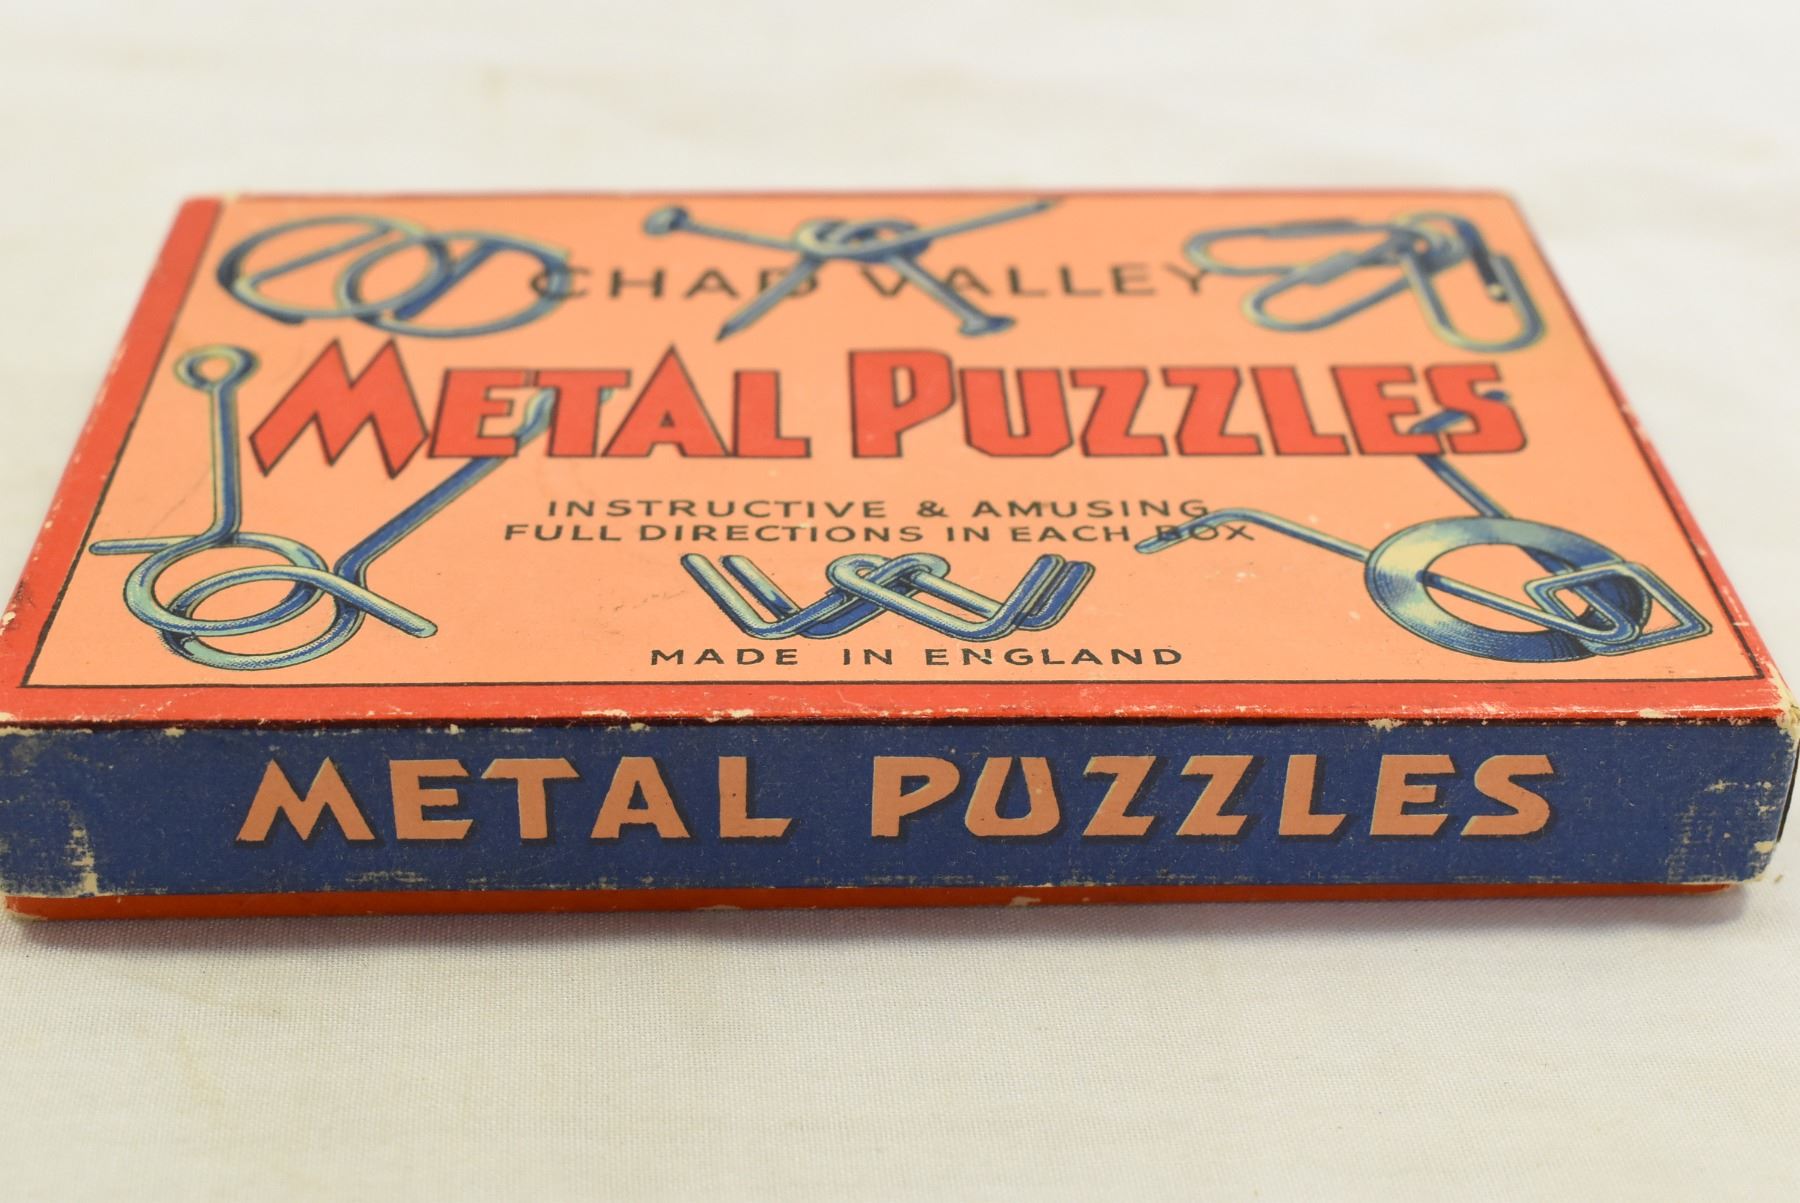 CHAD VALLEY
METAL PUZZLES
INSTRUCTIVE & AMUSING
FULL DIRECTIONS IN EACH BOX
MADE IN ENGLAND
METAL PUZZLES